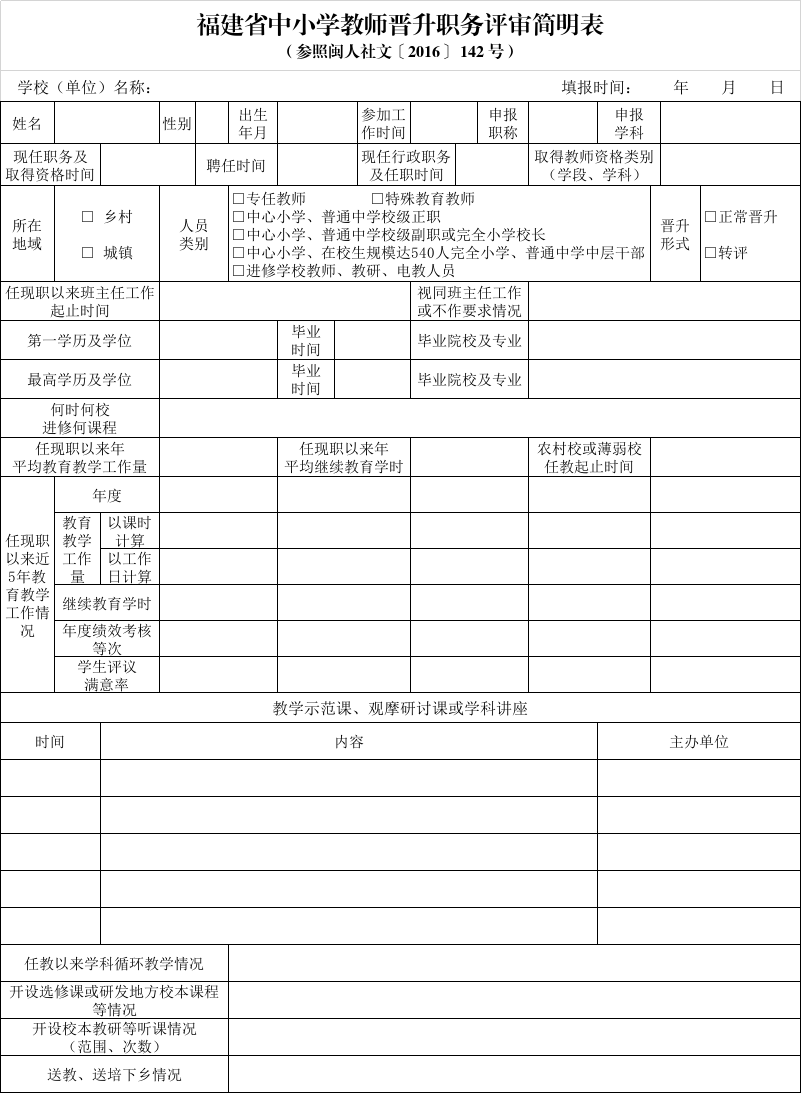 福建省中小学教师晋升职务评审简明表
（参照闽人社文〔2016〕142号）
学校（单位）名称： 填报时间： 年 月 日
姓名 性别 出生年月 参加工作时间 申报职称 申报学科
现任职务及取得资格时间 聘任时间 现任行政职务及任职时间 取得教师资格类别（学段、学科）
所在地域
□ 乡村
□ 城镇
人员类别
□专任教师 □特殊教育教师
□中心小学、普通中学校级正职
□中心小学、普通中学校级副职或完全小学校长
□中心小学、在校生规模达540人完全小学、普通中学中层干部
□进修学校教师、教研、电教人员
晋升形式
□正常晋升
□转评
任现职以来班主任工作起止时间 视同班主任工作或不作要求情况
第一学历及学位 毕业时间 毕业院校及专业
最高学历及学位 毕业时间 毕业院校及专业
何时何校进修何课程
任现职以来年平均教育教学工作量 任现职以来年平均继续教育学时 农村校或薄弱校任教起止时间
任现职以来近5年教育教学工作情况
年度
教育教学工作量
以课时计算
以工作日计算
继续教育学时
年度绩效考核等次
学生评议满意率
教学示范课、观摩研讨课或学科讲座
时间 内容 主办单位
任教以来学科循环教学情况
开设选修课或研发地方校本课程等情况
开设校本教研等听课情况（范围、次数）
送教、送培下乡情况